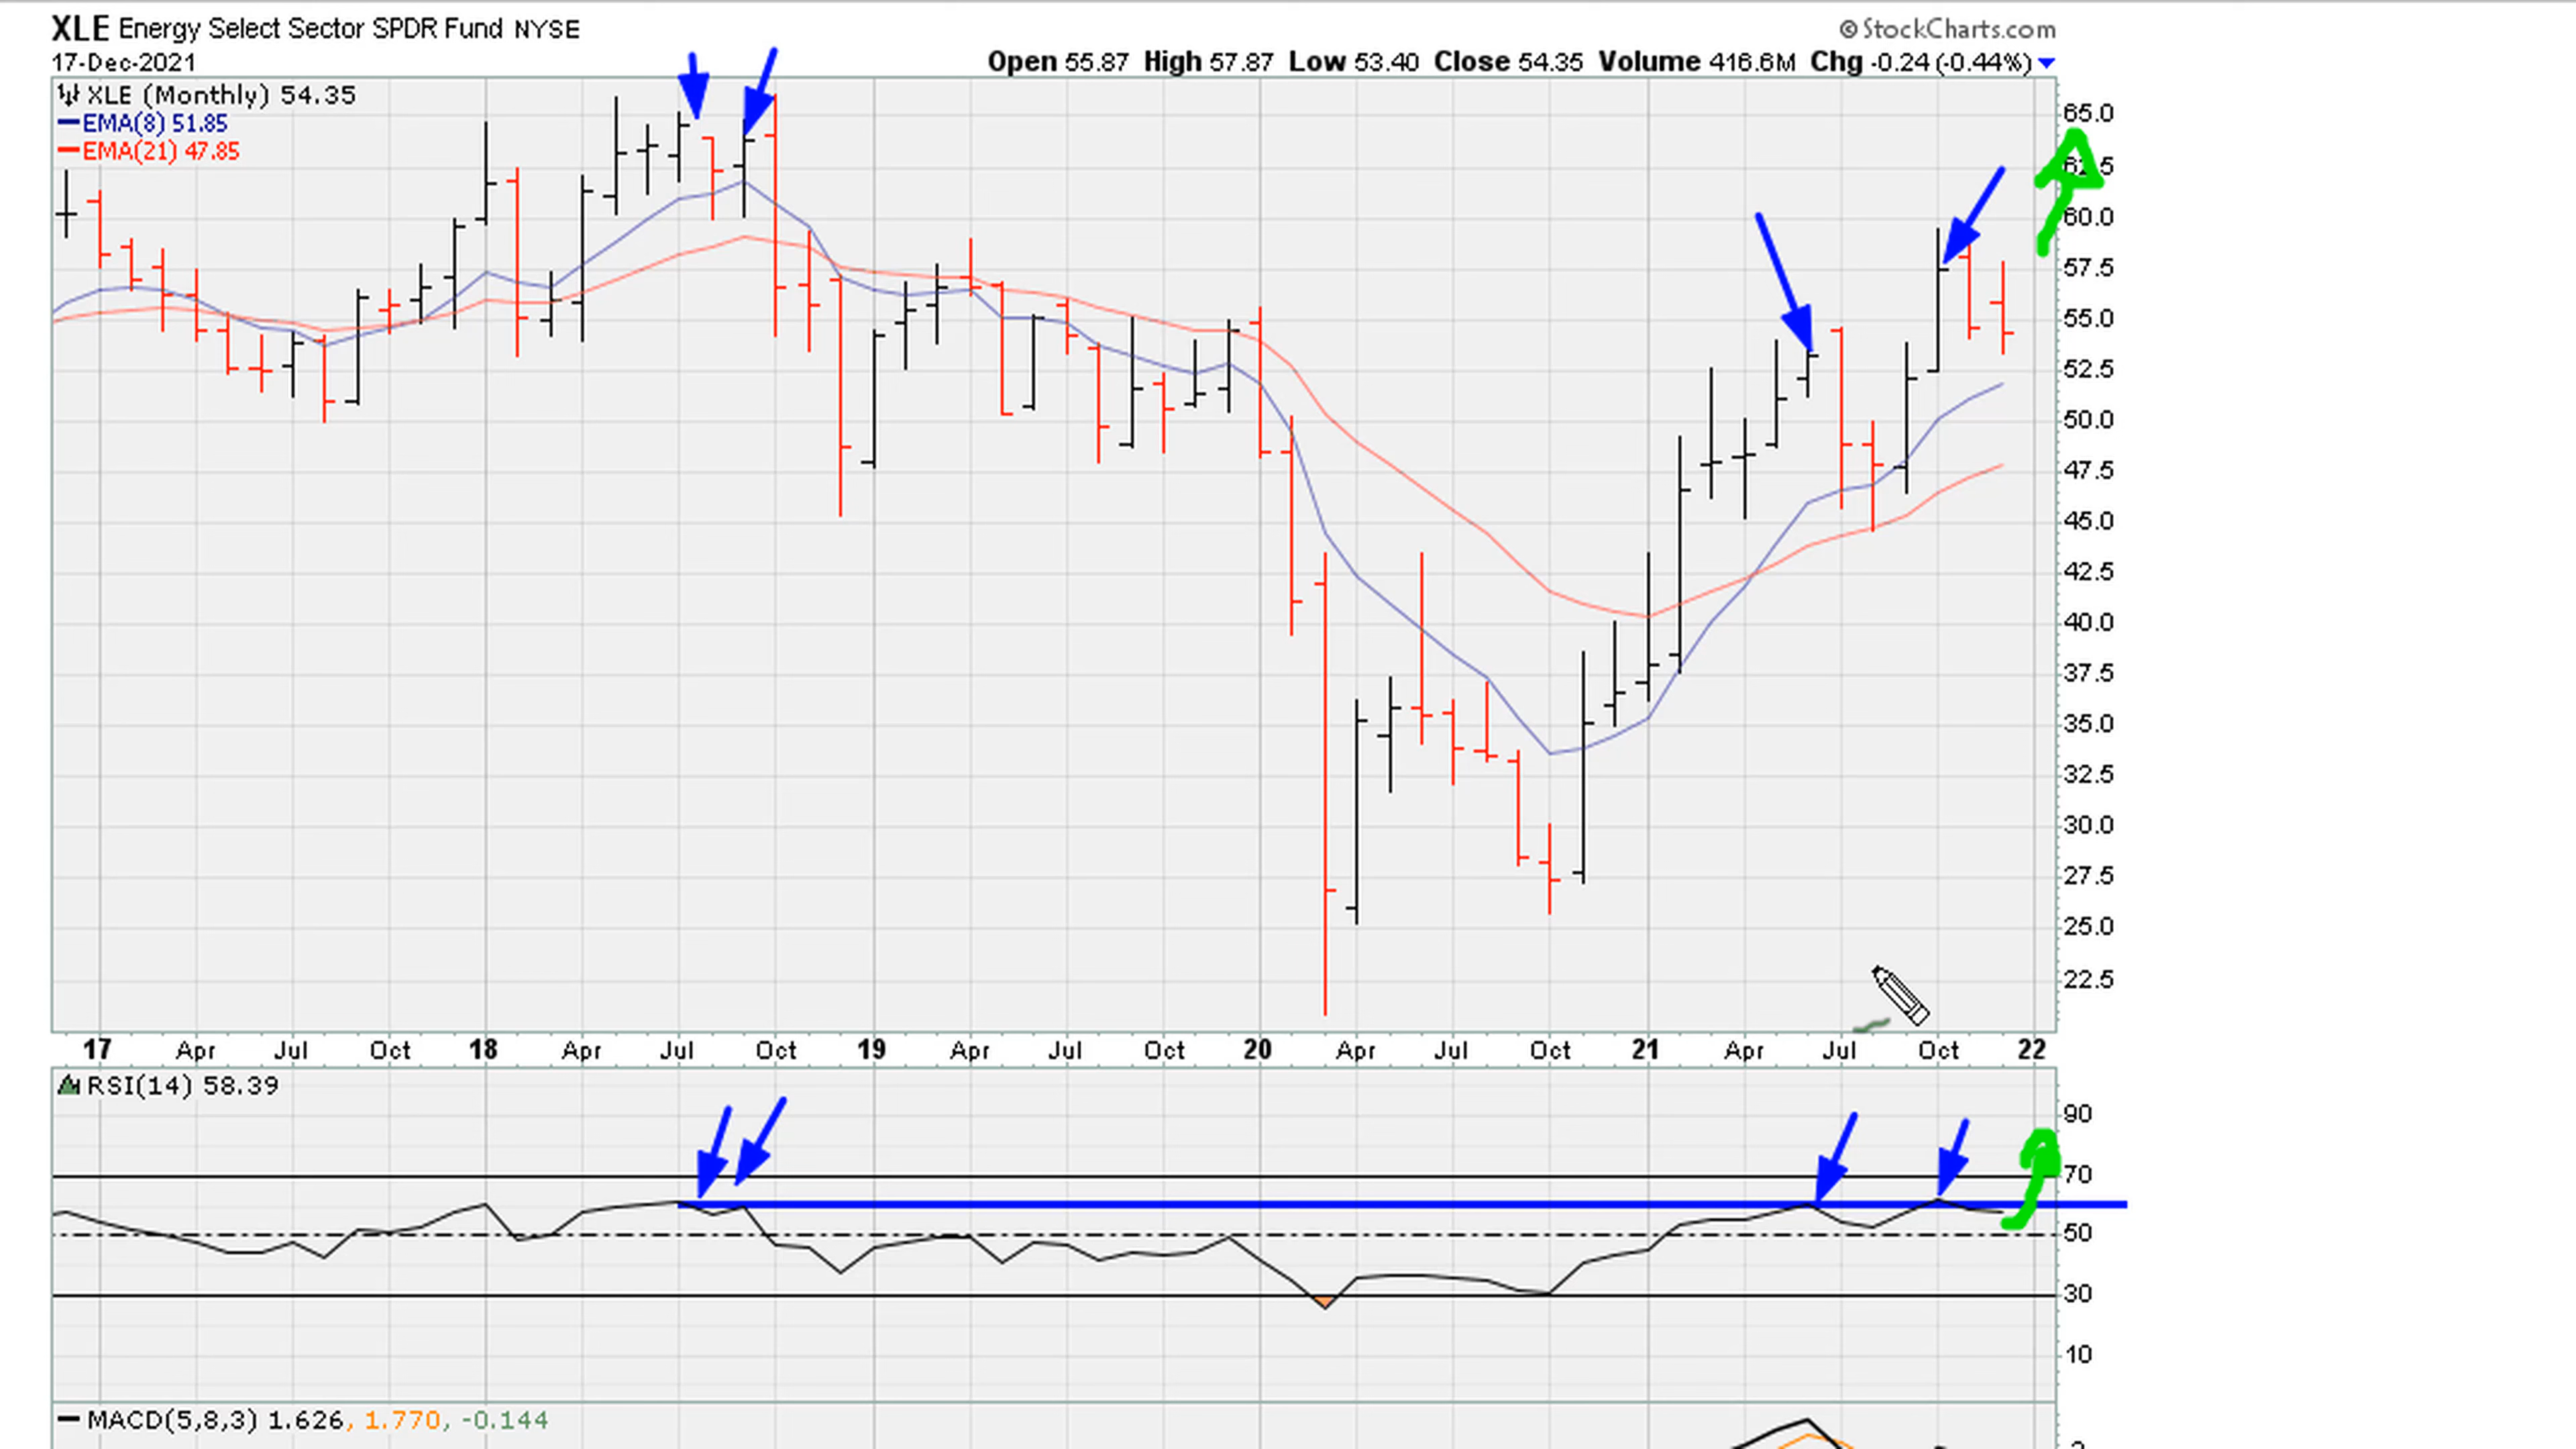 XLE Energy Select Sector SPDR Fund NYSE
© StockCharts.com
17-Dec-2021
Open 55.87 High 57.87 Low 53.40 Close 54.35 Volume 416.6M Chg -0.24 (-0.44%)
XLE (Monthly) 54.35
EMA(8) 51.85
EMA(21) 47.85
65.0
62.5
60.0
57.5
55.0
52.5
50.0
47.5
45.0
42.5
40.0
37.5
35.0
32.5
30.0
27.5
25.0
22.5
17 Apr Jul Oct 18 Apr Jul Oct 19 Apr Jul Oct 20 Apr Jul Oct 21 Apr Jul Oct 22
RSI(14) 58.39
90
70
50
30
10
MACD(5,8,3) 1.626, 1.770, -0.144